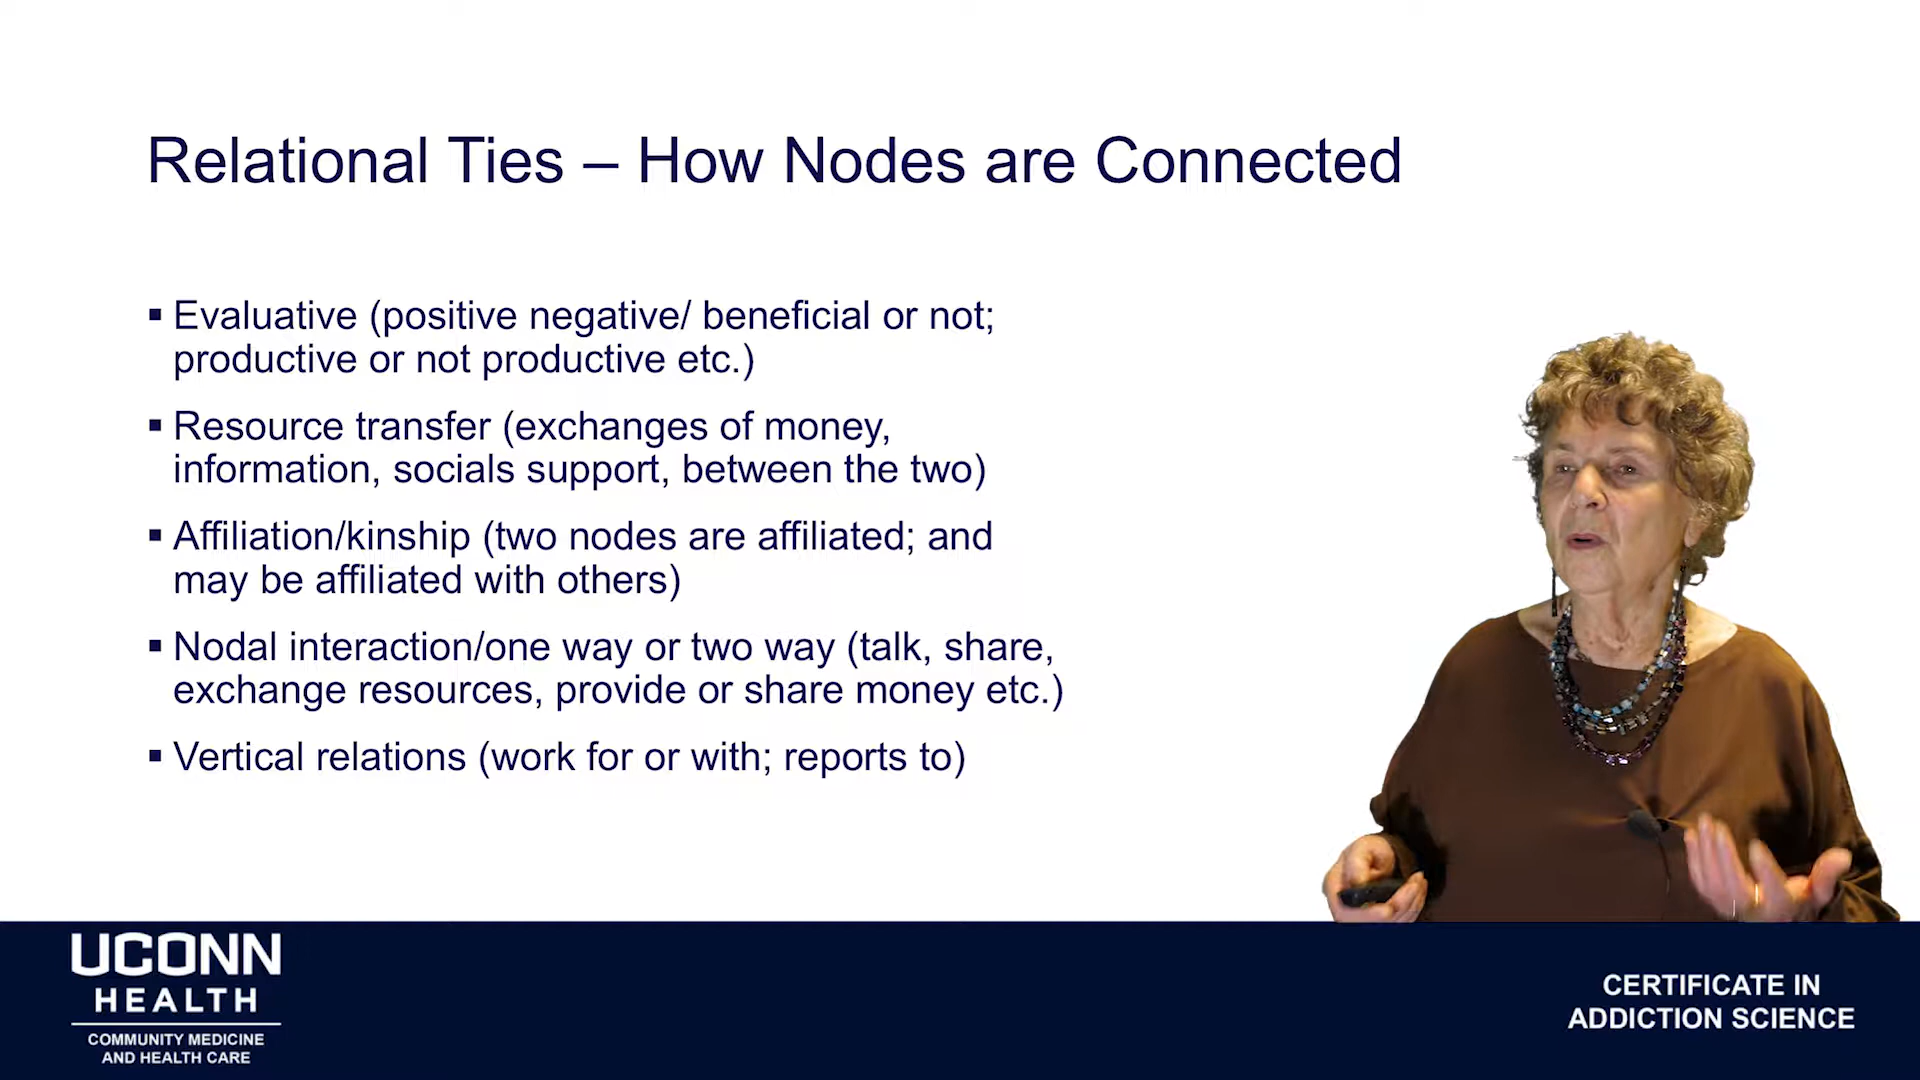 Relational Ties – How Nodes are Connected
▪ Evaluative (positive negative/ beneficial or not;
productive or not productive etc.)
▪ Resource transfer (exchanges of money,
information, socials support, between the two)
▪ Affiliation/kinship (two nodes are affiliated; and
may be affiliated with others)
▪ Nodal interaction/one way or two way (talk, share,
exchange resources, provide or share money etc.)
▪ Vertical relations (work for or with; reports to)
UCONN
HEALTH
COMMUNITY MEDICINE
AND HEALTH CARE
CERTIFICATE IN
ADDICTION SCIENCE